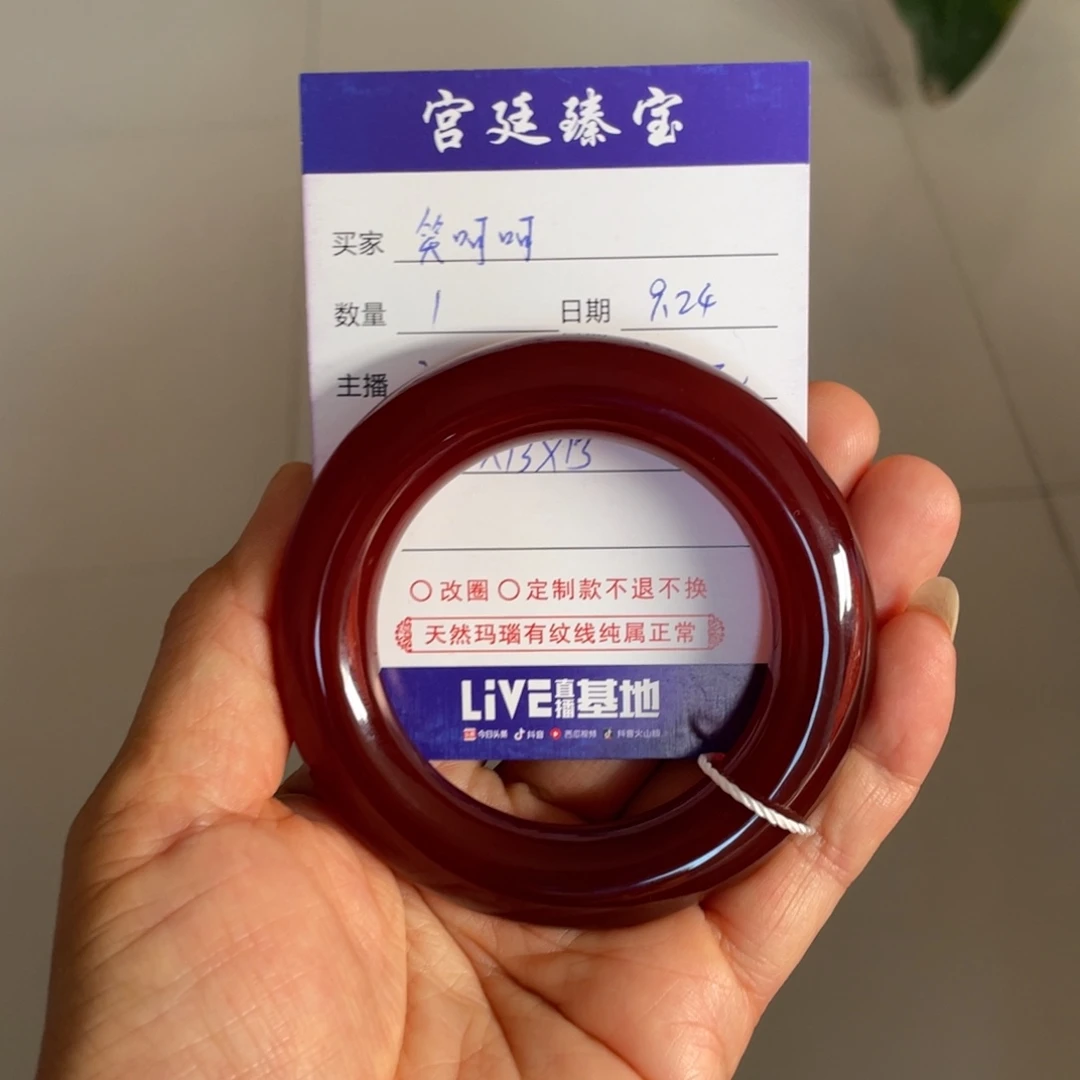 宫廷臻宝
买家 笑呵呵
数量 1 日期 9.24
主播
X13X13
改圈 定制款不退不换
天然玛瑙有纹线纯属正常
LiVE直播基地
今日头条 抖音 西瓜视频 抖音火山版